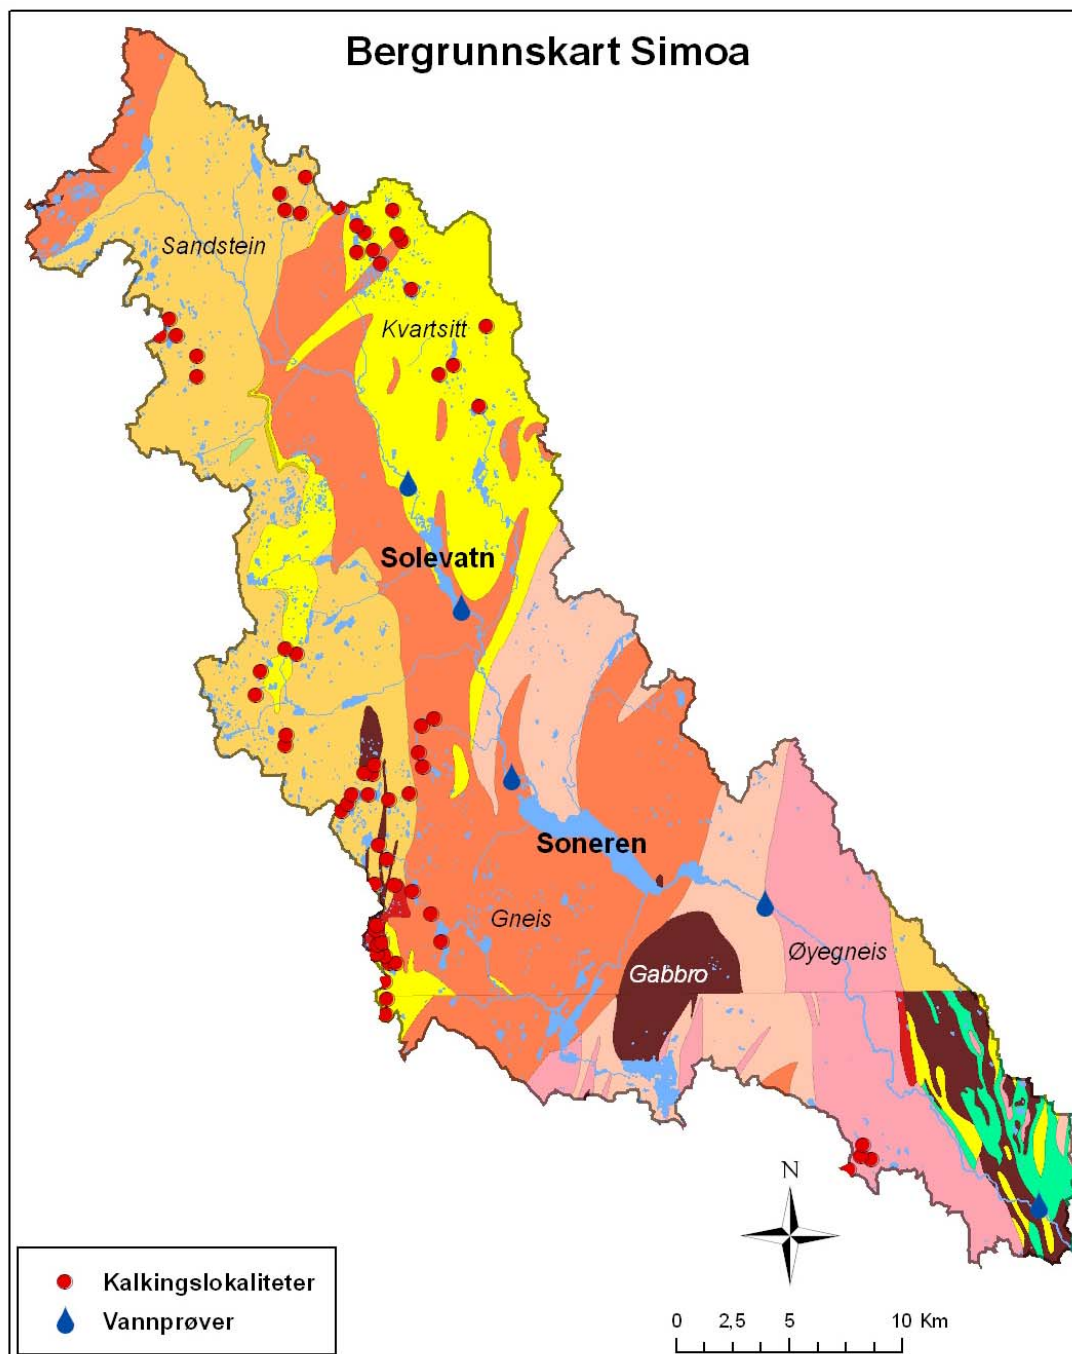 Bergrunnskart Simoa
Sandstein
Kvartsitt
Solevatn
Soneren
Gneis
Øyegneis
Gabbro
N
Kalkingslokaliteter
Vannprøver
0 2,5 5 10 Km